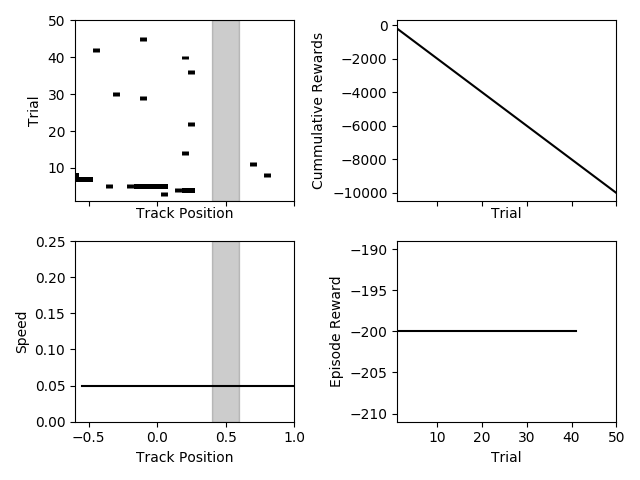 50
40
30
20
10
Trial
Track Position
0
−2000
−4000
−6000
−8000
−10000
Cummulative Rewards
Trial
0.25
0.20
0.15
0.10
0.05
0.00
Speed
−0.5 0.0 0.5 1.0
Track Position
−190
−195
−200
−205
−210
Episode Reward
10 20 30 40 50
Trial